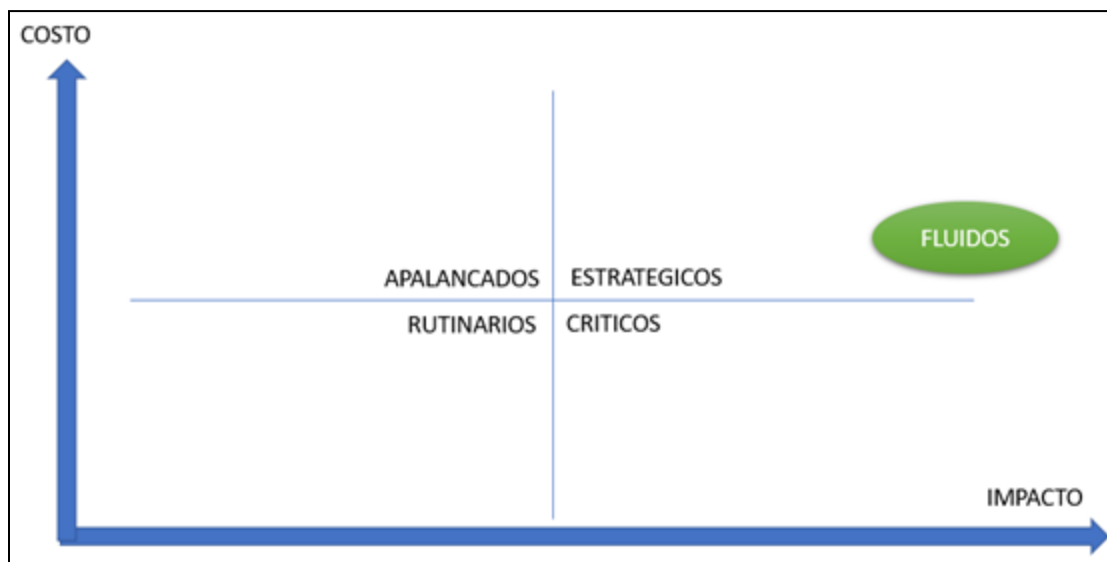 COSTO
FLUIDOS
APALANCADOS ESTRATEGICOS
RUTINARIOS CRITICOS
IMPACTO